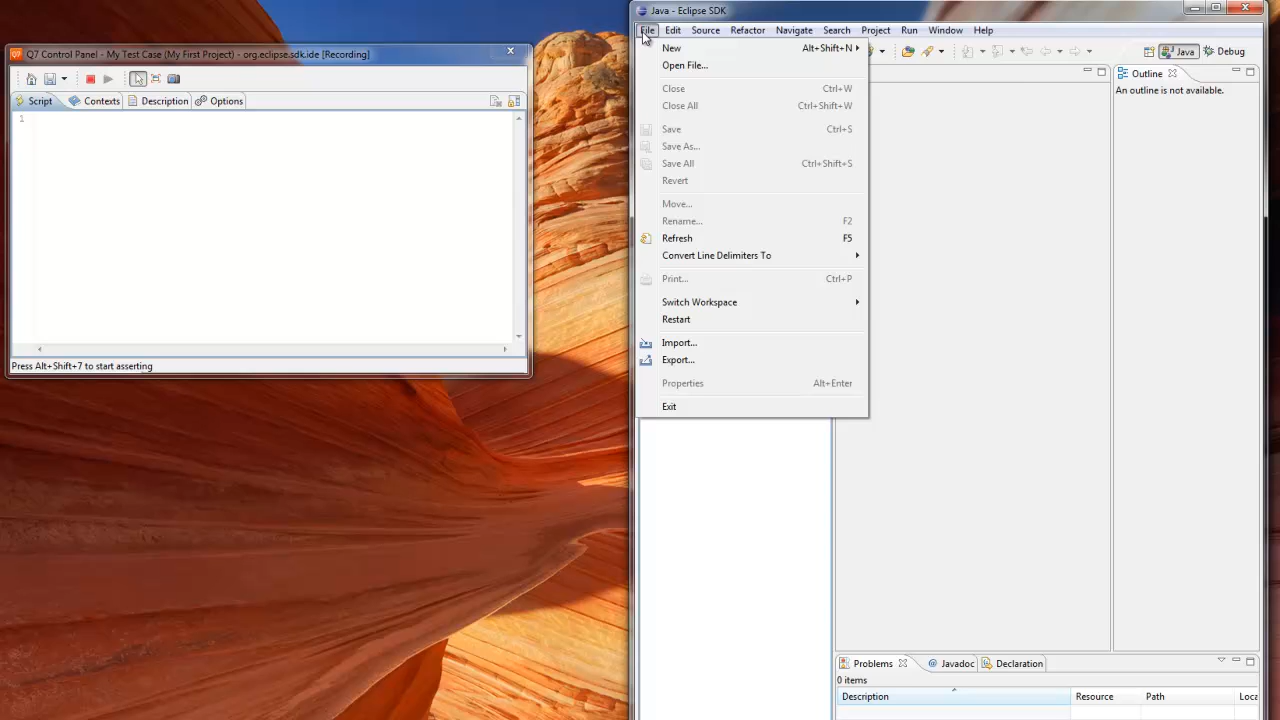 Q7 Control Panel - My Test Case (My First Project) - org.eclipse.sdk.ide [Recording]
Script Contexts Description Options
1
Press Alt+Shift+7 to start asserting
Java - Eclipse SDK
File Edit Source Refactor Navigate Search Project Run Window Help
Java Debug
New Alt+Shift+N
Open File...
Close Ctrl+W
Close All Ctrl+Shift+W
Save Ctrl+S
Save As...
Save All Ctrl+Shift+S
Revert
Move...
Rename... F2
Refresh F5
Convert Line Delimiters To
Print... Ctrl+P
Switch Workspace
Restart
Import...
Export...
Properties Alt+Enter
Exit
Outline
An outline is not available.
Problems Javadoc Declaration
0 items
Description Resource Path Loca